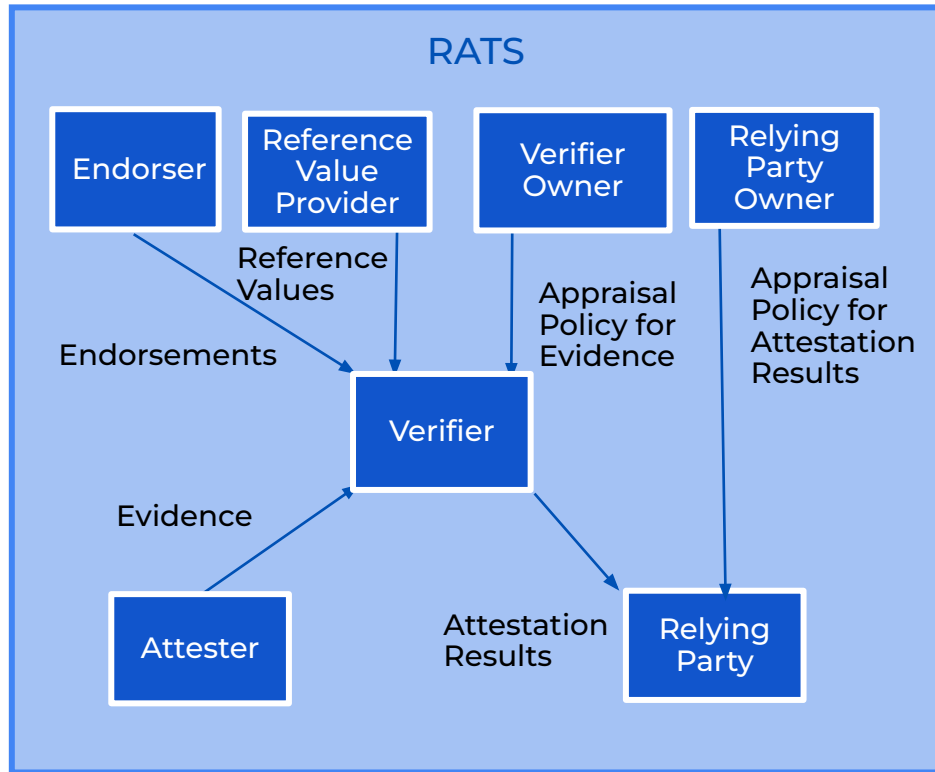 RATS
Endorser
Reference
Value
Provider
Verifier
Owner
Relying
Party
Owner
Reference
Values
Endorsements
Appraisal
Policy for
Evidence
Appraisal
Policy for
Attestation
Results
Verifier
Evidence
Attester
Attestation
Results
Relying
Party